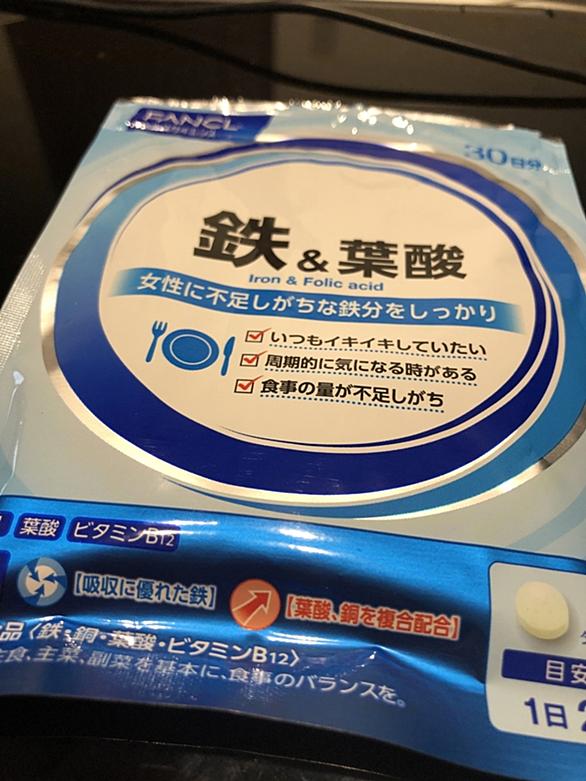 FANCL
30日分
鉄&葉酸
Iron & Folic acid
女性に不足しがちな鉄分をしっかり
いつもイキイキしていたい
周期的に気になる時がある
食事の量が不足しがち
葉酸 ビタミンB12
【吸収に優れた鉄】
【葉酸、銅を複合配合】
品〈鉄・銅・葉酸・ビタミンB12〉
主食、主菜、副菜を基本に、食事のバランスを。
目安
1日2